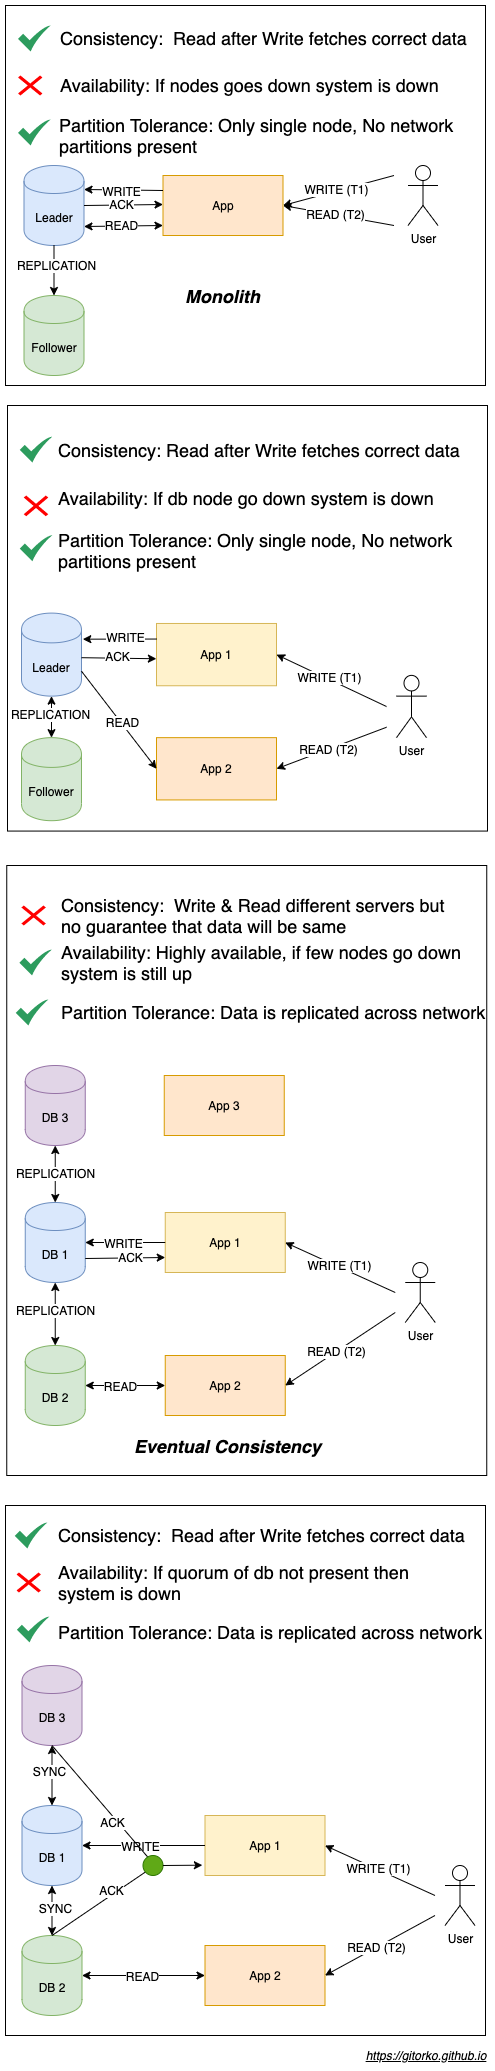 Consistency:  Read after Write fetches correct data
Availability: If nodes goes down system is down
Partition Tolerance: Only single node, No network
partitions present
Leader
WRITE
ACK
READ
App
WRITE (T1)
READ (T2)
User
REPLICATION
Monolith
Follower
Consistency: Read after Write fetches correct data
Availability: If db node go down system is down
Partition Tolerance: Only single node, No network
partitions present
Leader
WRITE
ACK
App 1
WRITE (T1)
REPLICATION
READ
User
READ (T2)
Follower
App 2
Consistency:  Write & Read different servers but
no guarantee that data will be same
Availability: Highly available, if few nodes go down
system is still up
Partition Tolerance: Data is replicated across network
DB 3
App 3
REPLICATION
DB 1
WRITE
ACK
App 1
WRITE (T1)
REPLICATION
User
READ (T2)
DB 2
READ
App 2
Eventual Consistency
Consistency:  Read after Write fetches correct data
Availability: If quorum of db not present then
system is down
Partition Tolerance: Data is replicated across network
DB 3
SYNC
ACK
WRITE
App 1
DB 1
WRITE (T1)
ACK
SYNC
User
READ (T2)
DB 2
READ
App 2
https://gitorko.github.io